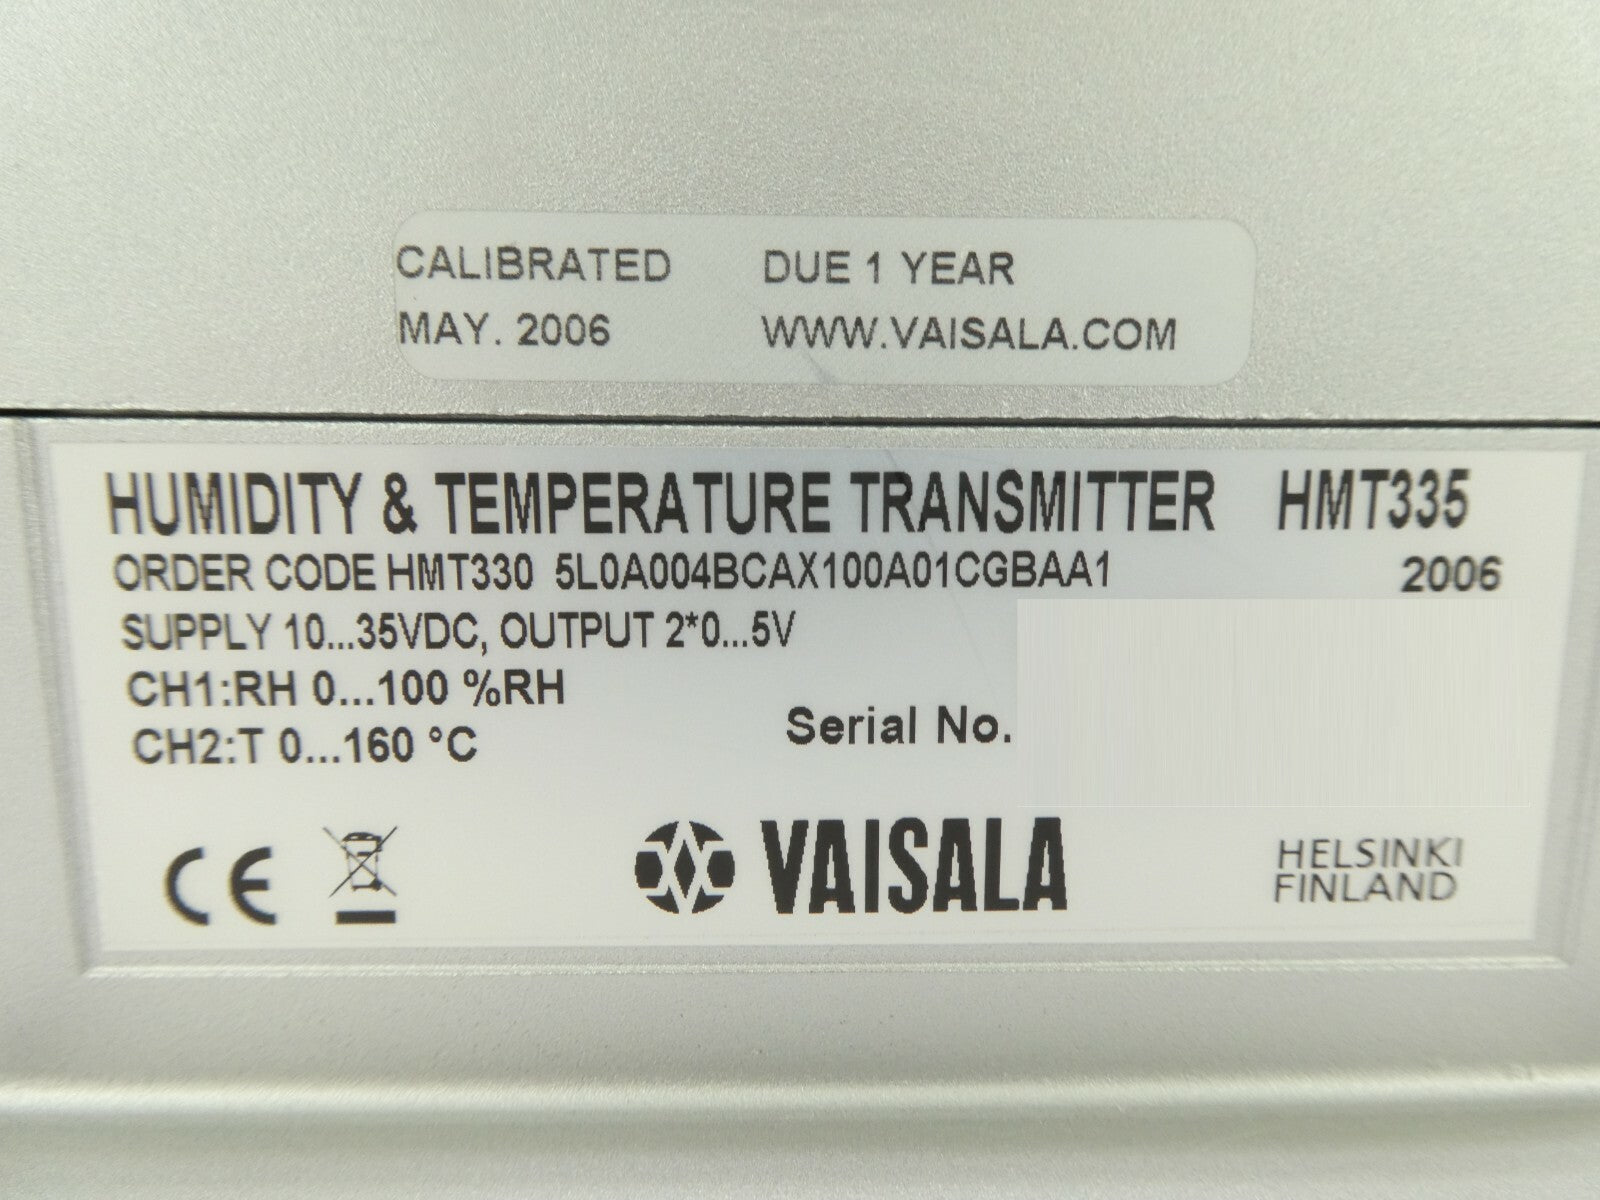 CALIBRATED DUE 1 YEAR
MAY. 2006 WWW.VAISALA.COM
HUMIDITY & TEMPERATURE TRANSMITTER HMT335
ORDER CODE HMT330 5L0A004BCAX100A01CGBAA1 2006
SUPPLY 10...35VDC, OUTPUT 2*0...5V
CH1:RH 0...100 %RH
Serial No.
CH2:T 0...160 °C
CE VAISALA HELSINKI
FINLAND